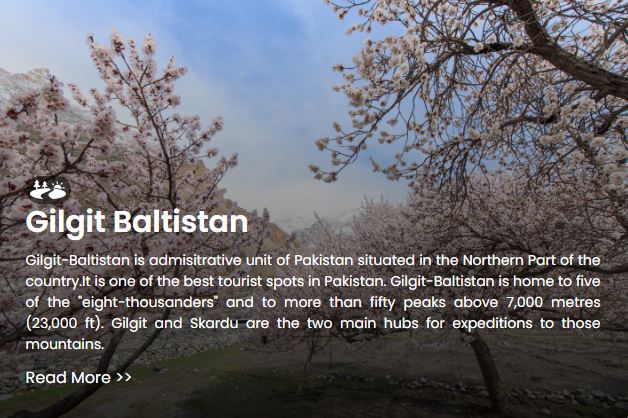 Gilgit Baltistan
Gilgit-Baltistan is admisitrative unit of Pakistan situated in the Northern Part of the
country.It is one of the best tourist spots in Pakistan. Gilgit-Baltistan is home to five
of the "eight-thousanders" and to more than fifty peaks above 7,000 metres
(23,000 ft). Gilgit and Skardu are the two main hubs for expeditions to those
mountains.
Read More >>